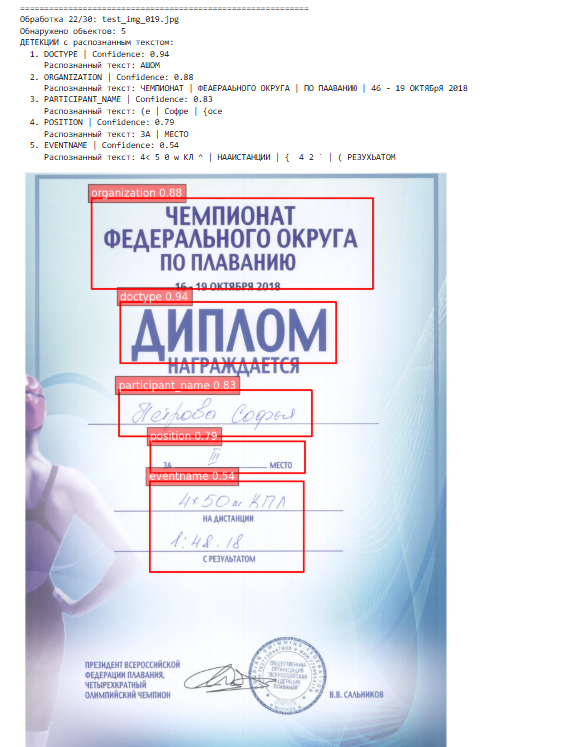 ============================================================
Обработка 22/30: test_img_019.jpg
Обнаружено объектов: 5
ДЕТЕКЦИИ с распознанным текстом:
1. DOCTYPE | Confidence: 0.94
Распознанный текст: АШОМ
2. ORGANIZATION | Confidence: 0.88
Распознанный текст: ЧЕМПИОНАТ | ФЕАЕРААЬНОГО ОКРУГА | ПО ПААВАНИЮ | 46 - 19 ОКТЯБРЯ 2018
3. PARTICIPANT_NAME | Confidence: 0.83
Распознанный текст: (е | Софре | {осе
4. POSITION | Confidence: 0.79
Распознанный текст: ЗА | МЕСТО
5. EVENTNAME | Confidence: 0.54
Распознанный текст: 4< 5 0 w КЛ ^ | НААИСТАНЦИИ | { 4 2 ` | ( РЕЗУХЬАТОМ
organization 0.88
ЧЕМПИОНАТ
ФЕДЕРАЛЬНОГО ОКРУГА
ПО ПЛАВАНИЮ
16 - 19 ОКТЯБРЯ 2018
doctype 0.94
ДИПЛОМ
НАГРАЖДАЕТСЯ
participant_name 0.83
Петрова Софья
position 0.79
ЗА III МЕСТО
eventname 0.54
4х50м КПЛ
НА ДИСТАНЦИИ
1:48.18
С РЕЗУЛЬТАТОМ
ПРЕЗИДЕНТ ВСЕРОССИЙСКОЙ
ФЕДЕРАЦИИ ПЛАВАНИЯ,
ЧЕТЫРЕХКРАТНЫЙ
ОЛИМПИЙСКИЙ ЧЕМПИОН
ОБЩЕСТВЕННАЯ
ОРГАНИЗАЦИЯ
"ВСЕРОССИЙСКАЯ
ФЕДЕРАЦИЯ
ПЛАВАНИЯ"
В.В. САЛЬНИКОВ